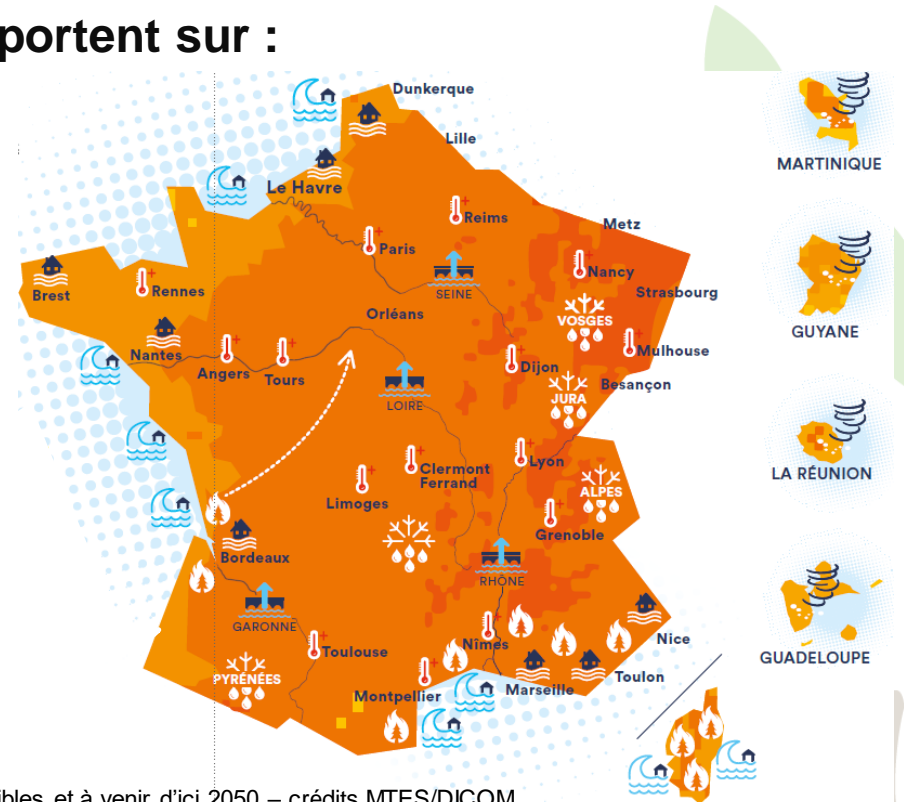 portent sur :
Dunkerque
Lille
MARTINIQUE
Le Havre
Reims
Metz
Paris
Nancy
Brest
Rennes
SEINE
Strasbourg
Orléans
VOSGES
GUYANE
Nantes
Mulhouse
Angers
Tours
Dijon
Besançon
JURA
LOIRE
Lyon
Clermont
Ferrand
LA RÉUNION
Limoges
ALPES
Grenoble
Bordeaux
RHÔNE
GARONNE
Nîmes
Nice
Toulouse
GUADELOUPE
PYRÉNÉES
Toulon
Montpellier
Marseille
ibles et à venir d'ici 2050 – crédits MTES/DICOM